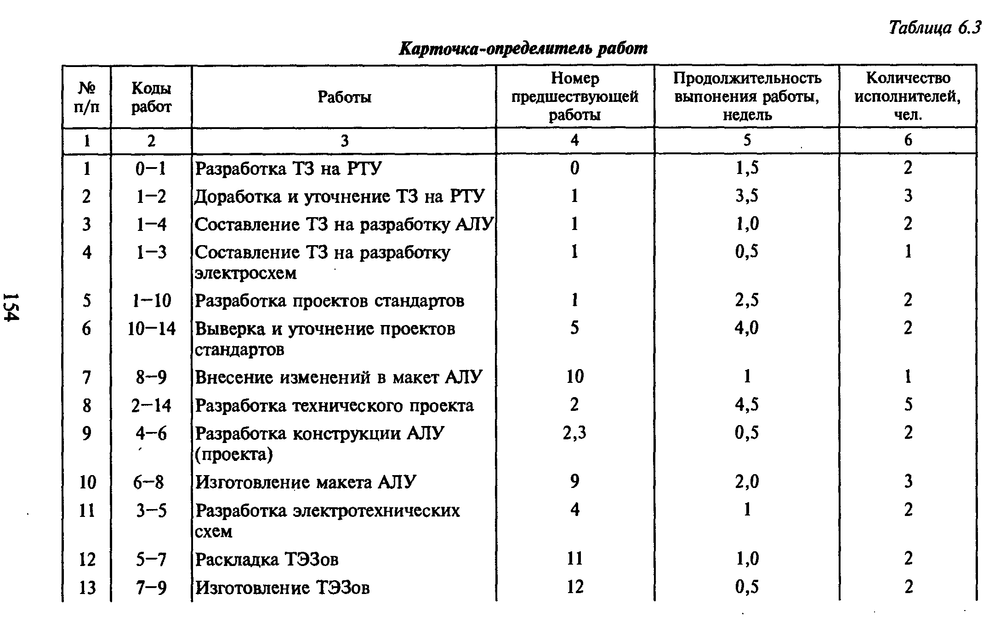 Таблица 6.3
Карточка-определитель работ
№ п/п | Коды работ | Работы | Номер предшествующей работы | Продолжительность выпонения работы, недель | Количество исполнителей, чел.
1 | 2 | 3 | 4 | 5 | 6
1 | 0–1 | Разработка ТЗ на РТУ | 0 | 1,5 | 2
2 | 1–2 | Доработка и уточнение ТЗ на РТУ | 1 | 3,5 | 3
3 | 1–4 | Составление ТЗ на разработку АЛУ | 1 | 1,0 | 2
4 | 1–3 | Составление ТЗ на разработку | 1 | 0,5 | 1
электросхем
5 | 1–10 | Разработка проектов стандартов | 1 | 2,5 | 2
6 | 10–14 | Выверка и уточнение проектов | 5 | 4,0 | 2
стандартов
7 | 8–9 | Внесение изменений в макет АЛУ | 10 | 1 | 1
8 | 2–14 | Разработка технического проекта | 2 | 4,5 | 5
9 | 4–6 | Разработка конструкции АЛУ | 2,3 | 0,5 | 2
(проекта)
10 | 6–8 | Изготовление макета АЛУ | 9 | 2,0 | 3
11 | 3–5 | Разработка электротехнических | 4 | 1 | 2
схем
12 | 5–7 | Раскладка ТЭЗов | 11 | 1,0 | 2
13 | 7–9 | Изготовление ТЭЗов | 12 | 0,5 | 2
154